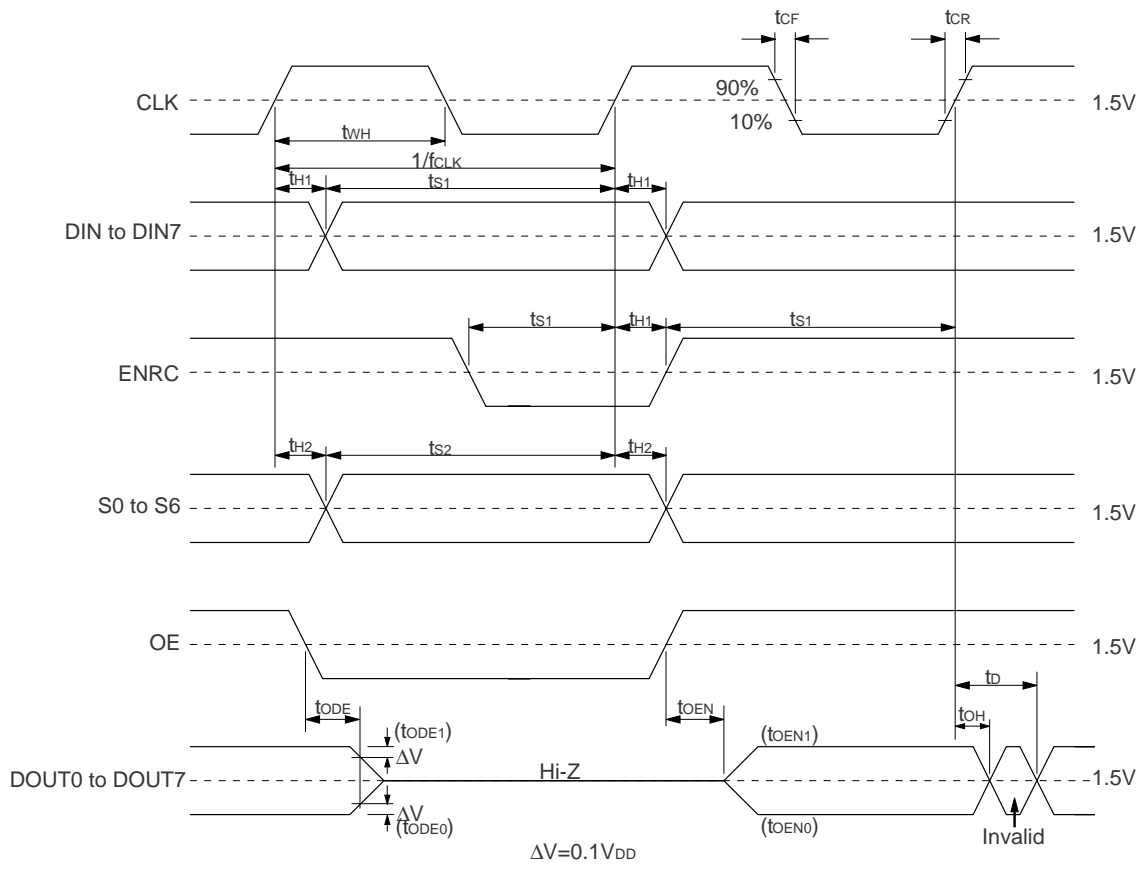 tCF
tCR
CLK
90%
10%
1.5V
tWH
1/fCLK
tH1
tS1
tH1
DIN to DIN7
1.5V
tS1
tH1
tS1
ENRC
1.5V
tH2
tS2
tH2
S0 to S6
1.5V
OE
1.5V
tODE
tOEN
tD
tOH
(tODE1)
ΔV
(tOEN1)
DOUT0 to DOUT7
Hi-Z
1.5V
ΔV
(tODE0)
(tOEN0)
Invalid
ΔV=0.1VDD